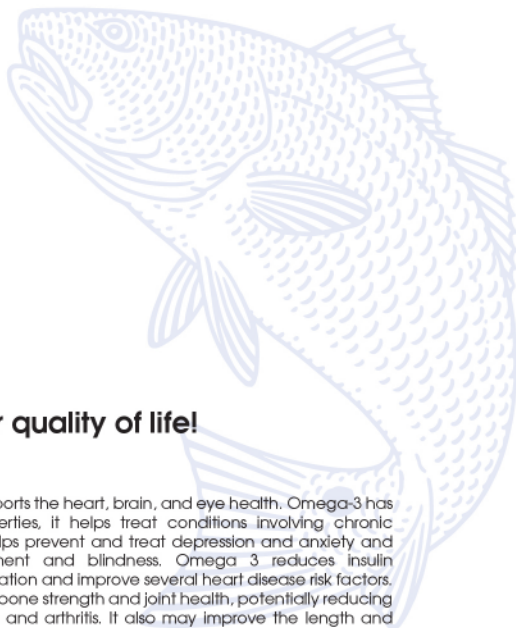 quality of life!
ports the heart, brain, and eye health. Omega-3 has
erties, it helps treat conditions involving chronic
lps prevent and treat depression and anxiety and
ment and blindness. Omega 3 reduces insulin
ation and improve several heart disease risk factors.
bone strength and joint health, potentially reducing
and arthritis. It also may improve the length and